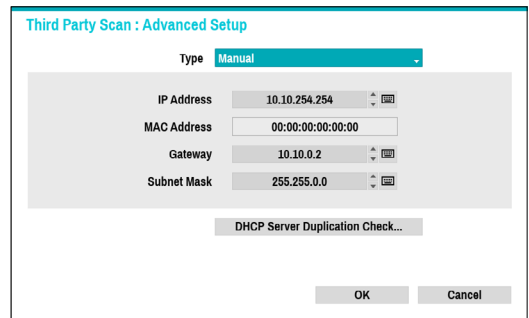 Third Party Scan : Advanced Setup
Type Manual
IP Address 10.10.254.254
MAC Address 00:00:00:00:00:00
Gateway 10.10.0.2
Subnet Mask 255.255.0.0
DHCP Server Duplication Check...
OK Cancel